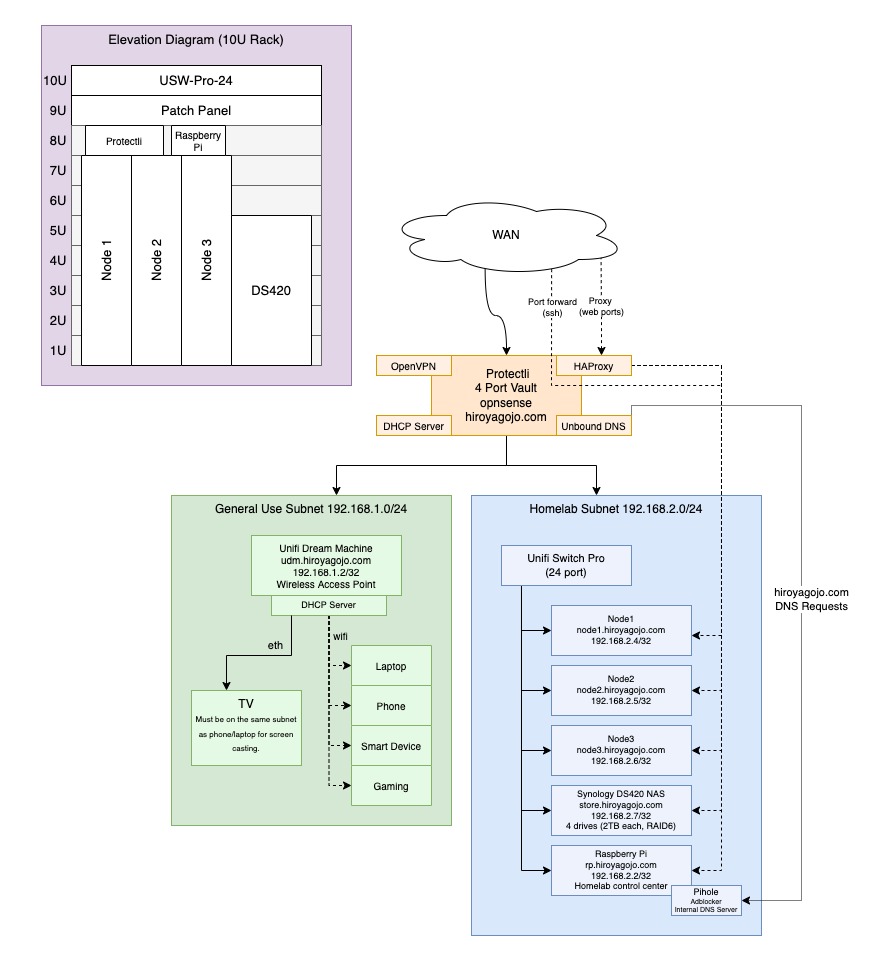 Elevation Diagram (10U Rack)
10U
USW-Pro-24
9U
Patch Panel
8U
Protectli
Raspberry
Pi
7U
6U
5U
4U
3U
2U
1U
Node 1
Node 2
Node 3
DS420
WAN
Port forward
(ssh)
Proxy
(web ports)
OpenVPN
HAProxy
Protectli
4 Port Vault
opnsense
hiroyagojo.com
DHCP Server
Unbound DNS
General Use Subnet 192.168.1.0/24
Unifi Dream Machine
udm.hiroyagojo.com
192.168.1.2/32
Wireless Access Point
DHCP Server
eth
wifi
TV
Must be on the same subnet
as phone/laptop for screen
casting.
Laptop
Phone
Smart Device
Gaming
Homelab Subnet 192.168.2.0/24
Unifi Switch Pro
(24 port)
Node1
node1.hiroyagojo.com
192.168.2.4/32
Node2
node2.hiroyagojo.com
192.168.2.5/32
Node3
node3.hiroyagojo.com
192.168.2.6/32
Synology DS420 NAS
store.hiroyagojo.com
192.168.2.7/32
4 drives (2TB each, RAID6)
Raspberry Pi
rp.hiroyagojo.com
192.168.2.2/32
Homelab control center
Pihole
Adblocker
Internal DNS Server
hiroyagojo.com
DNS Requests